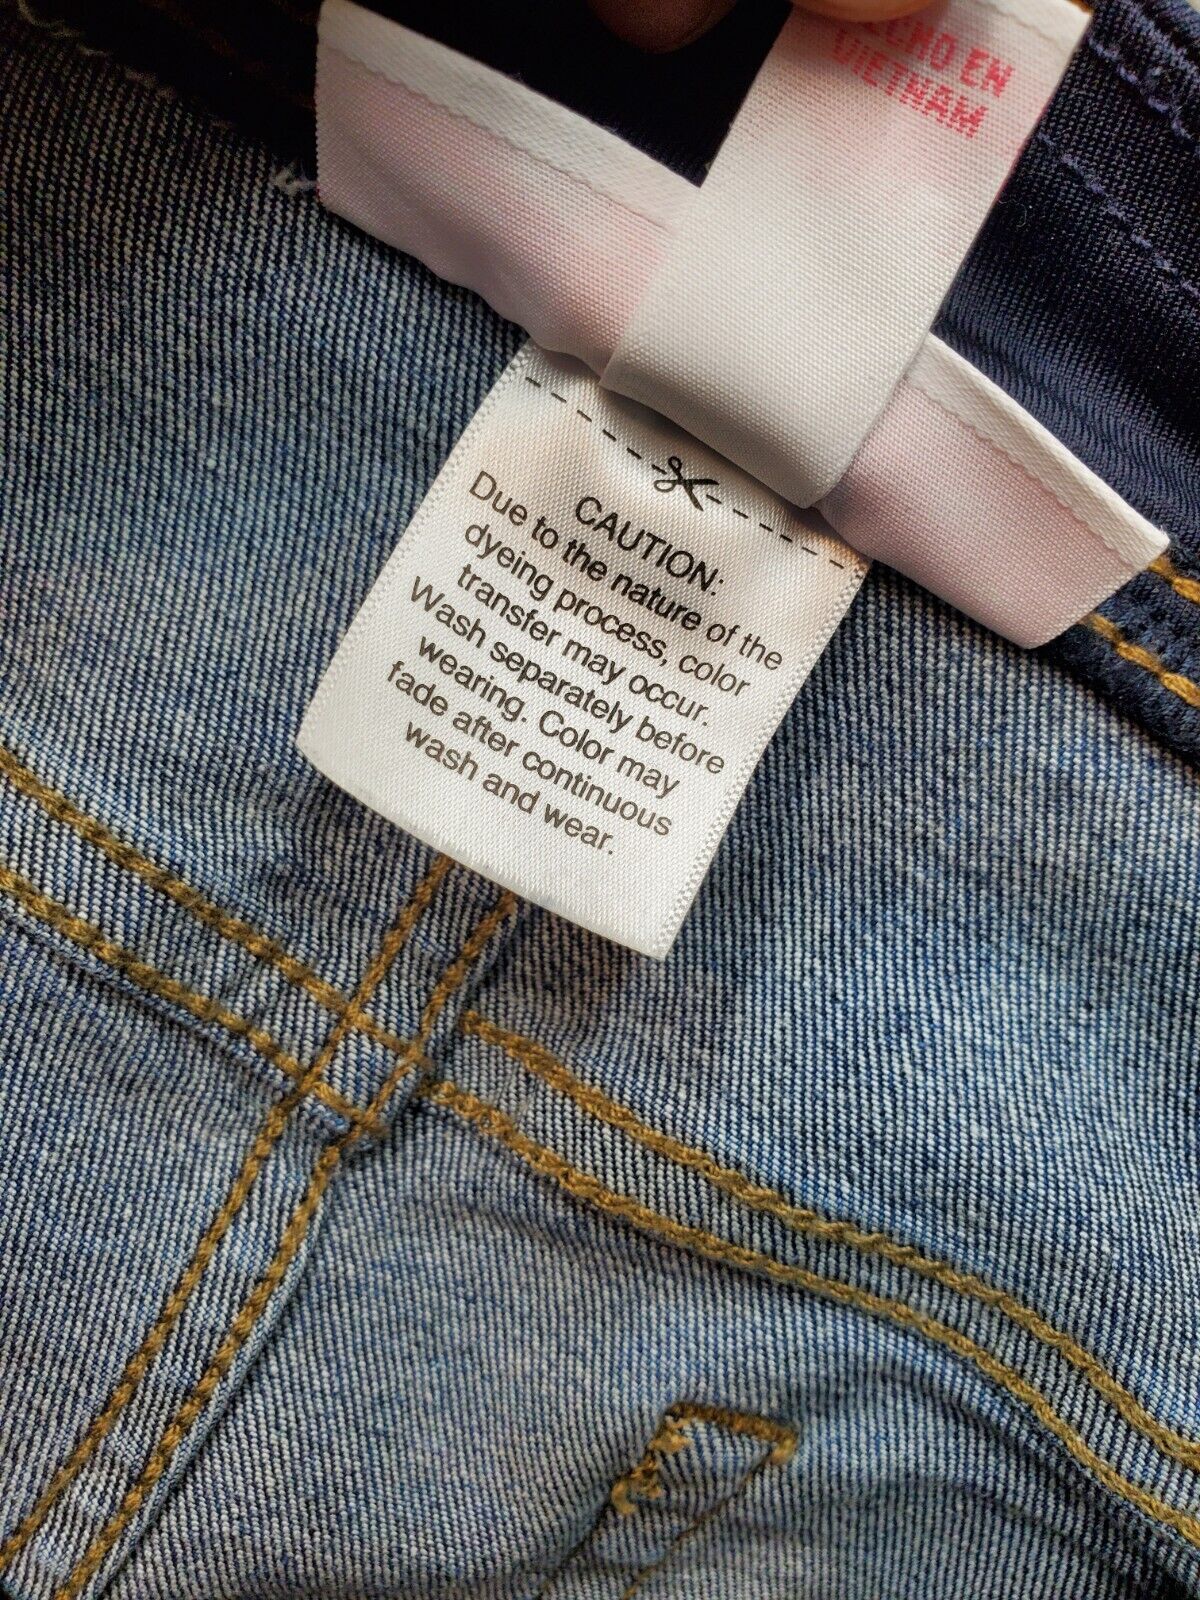 EN
VIETNAM
CAUTION:
Due to the nature of the
dyeing process, color
transfer may occur.
Wash separately before
wearing. Color may
fade after continuous
wash and wear.